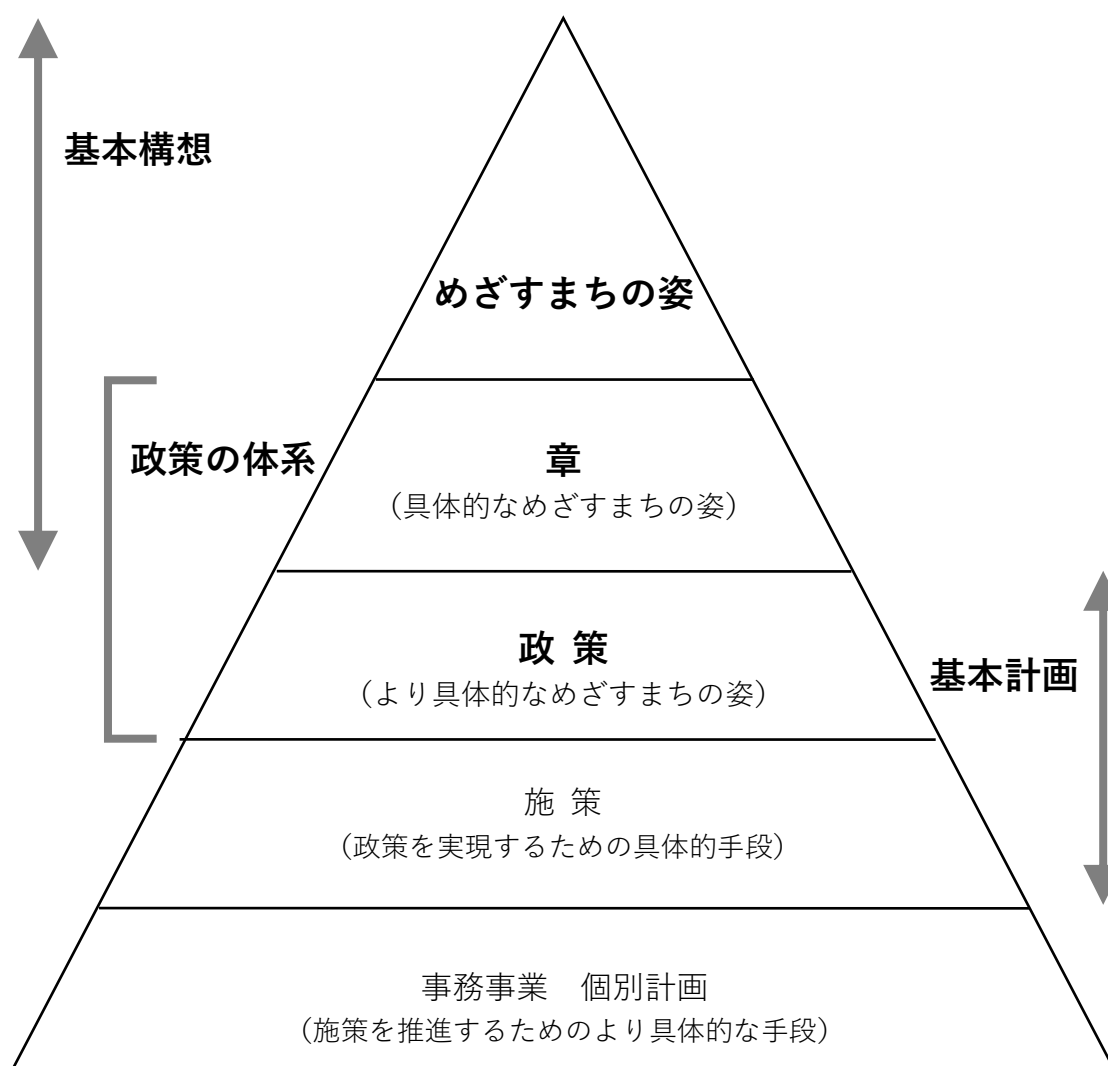 基本構想
めざすまちの姿
政策の体系
章
（具体的なめざすまちの姿）
政 策
（より具体的なめざすまちの姿）
基本計画
施 策
（政策を実現するための具体的手段）
事務事業　個別計画
（施策を推進するためのより具体的な手段）